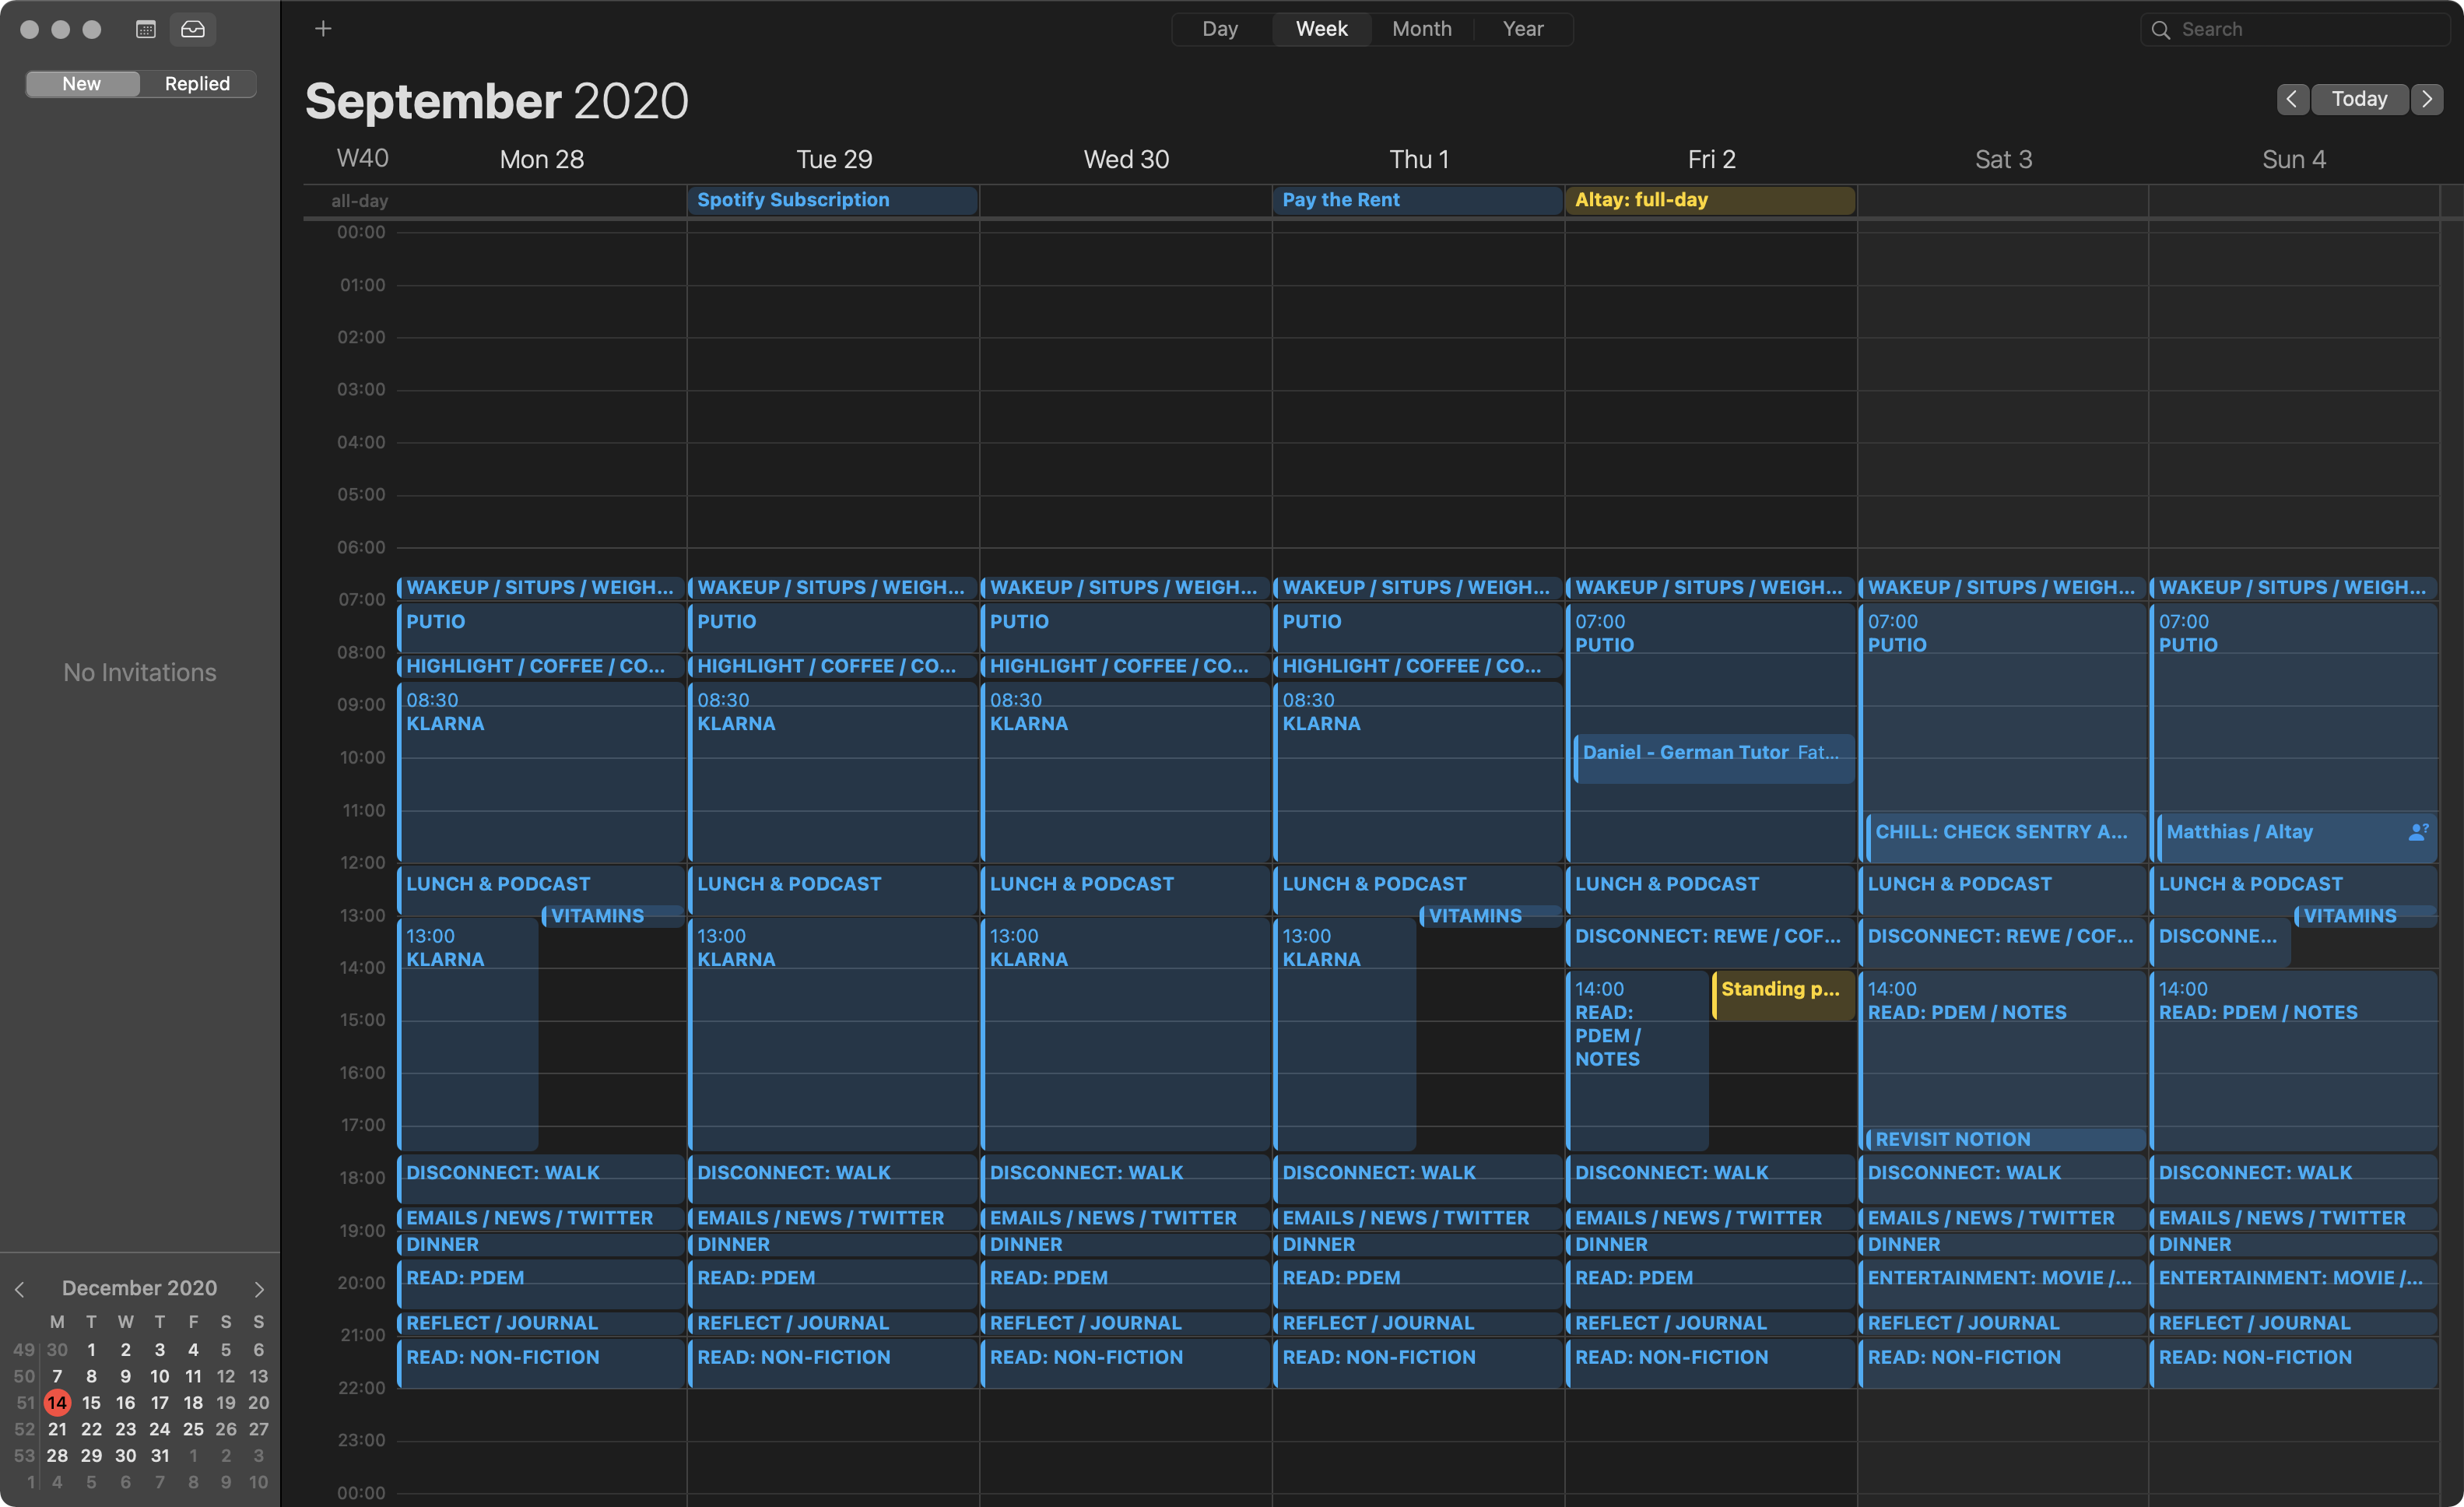 Day Week Month Year
Search
New Replied
September 2020
Today
W40 Mon 28 Tue 29 Wed 30 Thu 1 Fri 2 Sat 3 Sun 4
all-day Spotify Subscription Pay the Rent Altay: full-day
00:00
01:00
02:00
03:00
04:00
05:00
06:00
WAKEUP / SITUPS / WEIGH... WAKEUP / SITUPS / WEIGH... WAKEUP / SITUPS / WEIGH... WAKEUP / SITUPS / WEIGH... WAKEUP / SITUPS / WEIGH... WAKEUP / SITUPS / WEIGH... WAKEUP / SITUPS / WEIGH...
07:00
PUTIO PUTIO PUTIO PUTIO 07:00 07:00 07:00
PUTIO PUTIO PUTIO
08:00
HIGHLIGHT / COFFEE / CO... HIGHLIGHT / COFFEE / CO... HIGHLIGHT / COFFEE / CO... HIGHLIGHT / COFFEE / CO...
No Invitations
09:00 08:30 08:30 08:30 08:30
KLARNA KLARNA KLARNA KLARNA
10:00 Daniel - German Tutor Fat...
11:00
CHILL: CHECK SENTRY A... Matthias / Altay
12:00
LUNCH & PODCAST LUNCH & PODCAST LUNCH & PODCAST LUNCH & PODCAST LUNCH & PODCAST LUNCH & PODCAST LUNCH & PODCAST
13:00 VITAMINS VITAMINS VITAMINS
13:00 13:00 13:00 13:00 DISCONNECT: REWE / COF... DISCONNECT: REWE / COF... DISCONNE...
KLARNA KLARNA KLARNA KLARNA
14:00
14:00 Standing p... 14:00 14:00
READ: PDEM / NOTES READ: PDEM / NOTES READ: PDEM / NOTES
15:00
16:00
17:00
REVISIT NOTION
DISCONNECT: WALK DISCONNECT: WALK DISCONNECT: WALK DISCONNECT: WALK DISCONNECT: WALK DISCONNECT: WALK DISCONNECT: WALK
18:00
EMAILS / NEWS / TWITTER EMAILS / NEWS / TWITTER EMAILS / NEWS / TWITTER EMAILS / NEWS / TWITTER EMAILS / NEWS / TWITTER EMAILS / NEWS / TWITTER EMAILS / NEWS / TWITTER
19:00
DINNER DINNER DINNER DINNER DINNER DINNER DINNER
20:00 READ: PDEM READ: PDEM READ: PDEM READ: PDEM READ: PDEM ENTERTAINMENT: MOVIE /... ENTERTAINMENT: MOVIE /...
REFLECT / JOURNAL REFLECT / JOURNAL REFLECT / JOURNAL REFLECT / JOURNAL REFLECT / JOURNAL REFLECT / JOURNAL REFLECT / JOURNAL
21:00
READ: NON-FICTION READ: NON-FICTION READ: NON-FICTION READ: NON-FICTION READ: NON-FICTION READ: NON-FICTION READ: NON-FICTION
22:00
23:00
00:00
December 2020
M T W T F S S
49 30 1 2 3 4 5 6
50 7 8 9 10 11 12 13
51 14 15 16 17 18 19 20
52 21 22 23 24 25 26 27
53 28 29 30 31 1 2 3
1 4 5 6 7 8 9 10